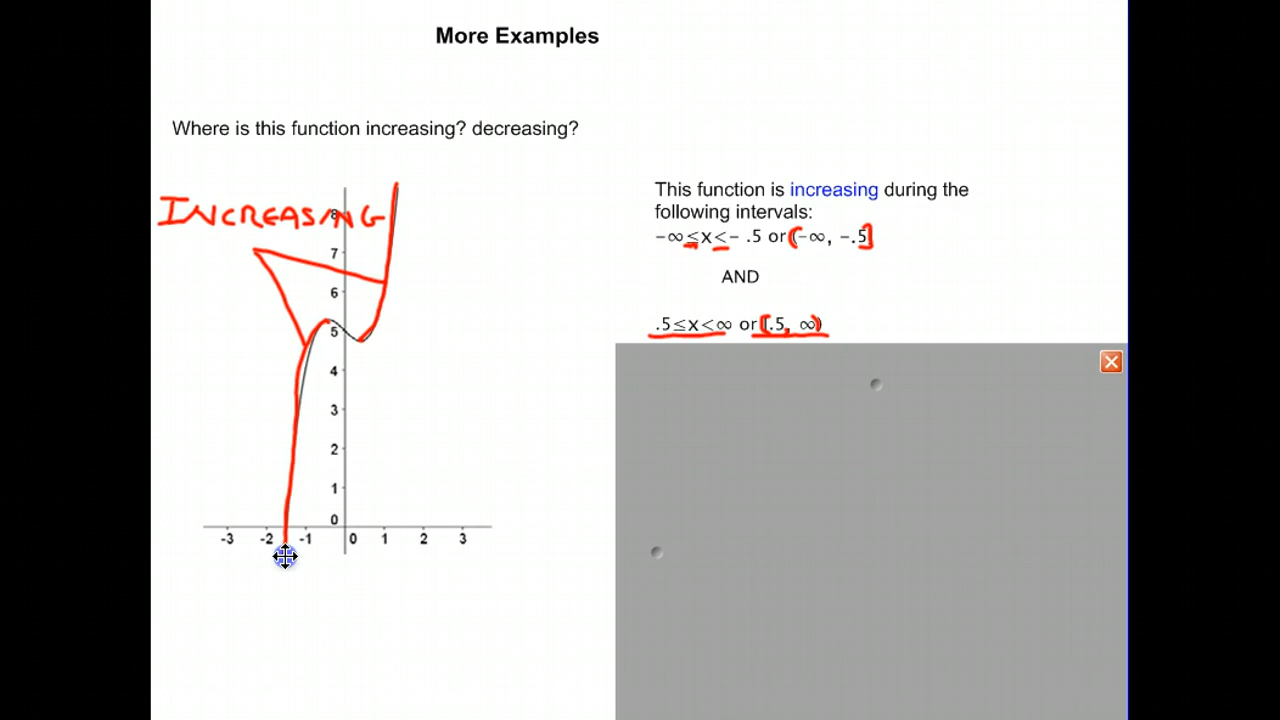 More Examples
Where is this function increasing? decreasing?
INCREASING
8
7
6
5
4
3
2
1
0
-3 -2 -1 0 1 2 3
This function is increasing during the
following intervals:
-∞≤x<- .5 or (-∞, -.5]
AND
.5≤x<∞ or [.5, ∞)